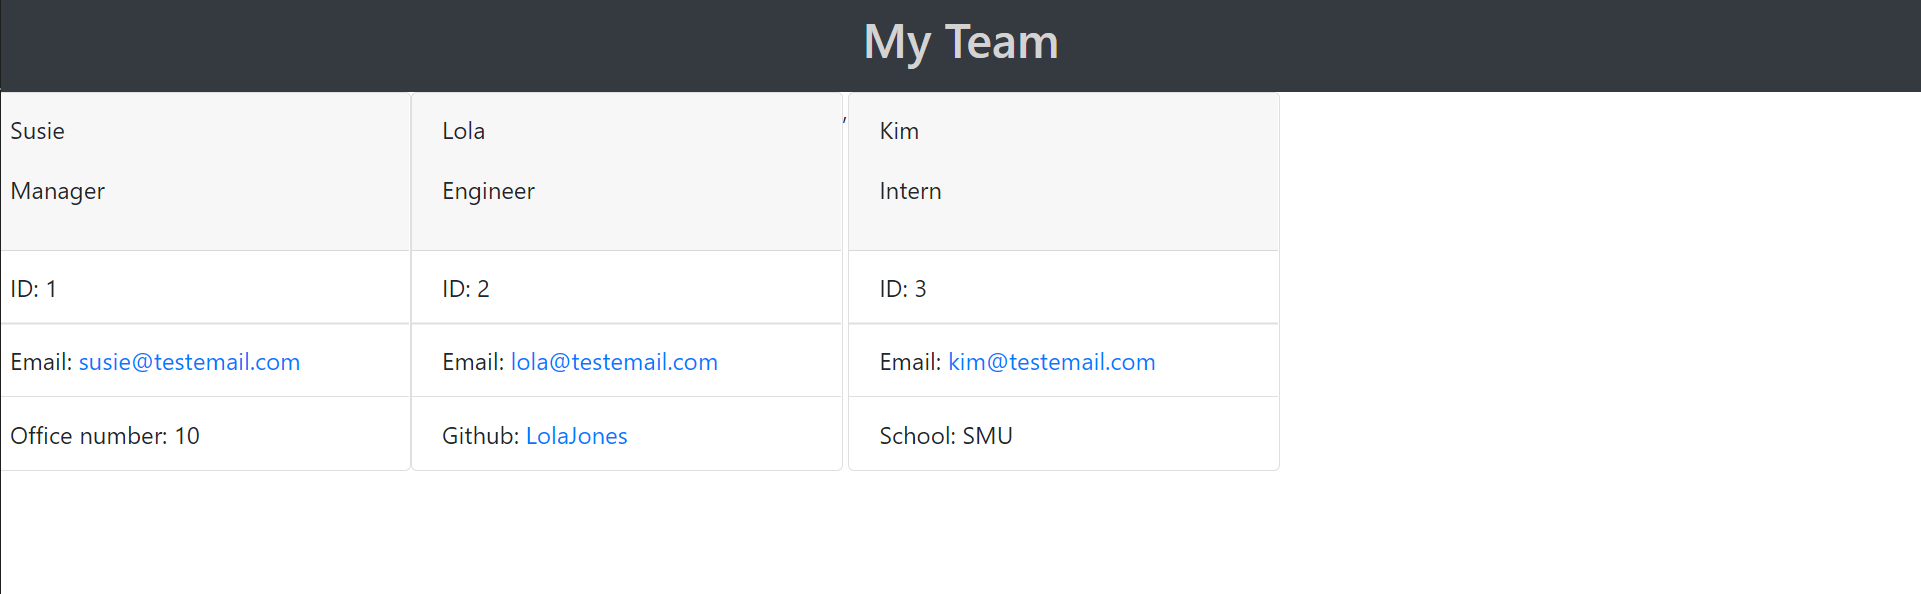 My Team
Susie
Manager
ID: 1
Email: susie@testemail.com
Office number: 10
Lola
Engineer
ID: 2
Email: lola@testemail.com
Github: LolaJones
,
Kim
Intern
ID: 3
Email: kim@testemail.com
School: SMU